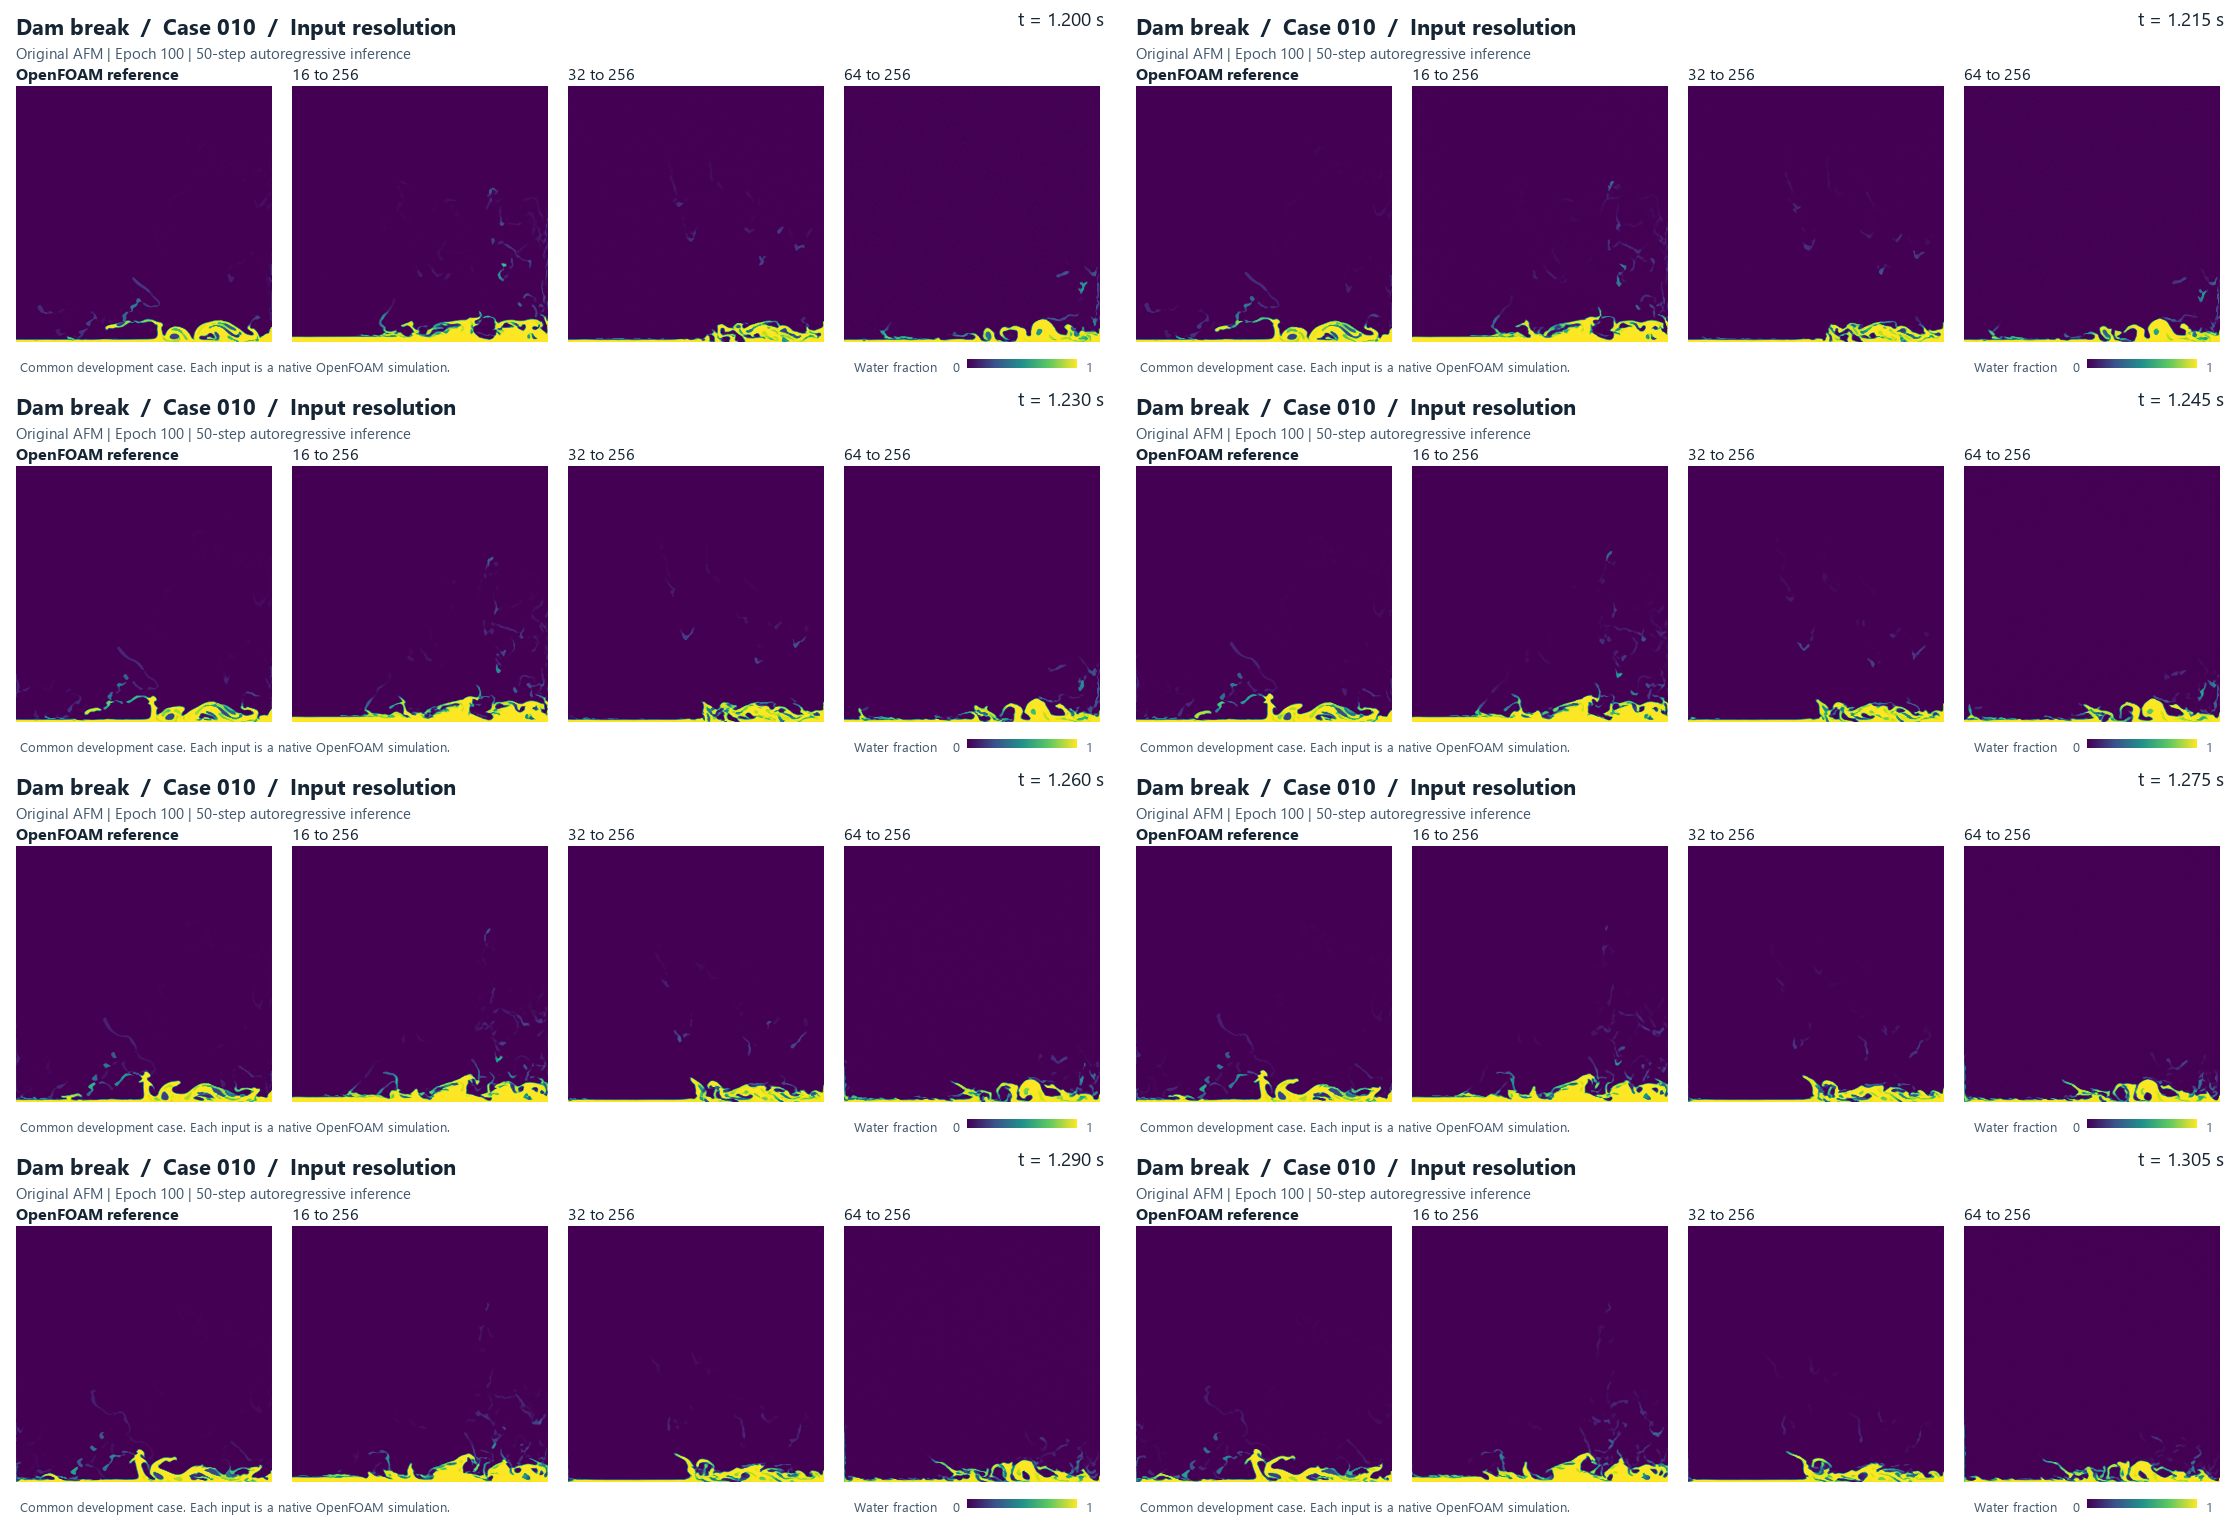 Dam break / Case 010 / Input resolution
t = 1.200 s
Original AFM | Epoch 100 | 50-step autoregressive inference
OpenFOAM reference
16 to 256
32 to 256
64 to 256
Common development case. Each input is a native OpenFOAM simulation.
Water fraction 0 1
Dam break / Case 010 / Input resolution
t = 1.215 s
Original AFM | Epoch 100 | 50-step autoregressive inference
OpenFOAM reference
16 to 256
32 to 256
64 to 256
Common development case. Each input is a native OpenFOAM simulation.
Water fraction 0 1
Dam break / Case 010 / Input resolution
t = 1.230 s
Original AFM | Epoch 100 | 50-step autoregressive inference
OpenFOAM reference
16 to 256
32 to 256
64 to 256
Common development case. Each input is a native OpenFOAM simulation.
Water fraction 0 1
Dam break / Case 010 / Input resolution
t = 1.245 s
Original AFM | Epoch 100 | 50-step autoregressive inference
OpenFOAM reference
16 to 256
32 to 256
64 to 256
Common development case. Each input is a native OpenFOAM simulation.
Water fraction 0 1
Dam break / Case 010 / Input resolution
t = 1.260 s
Original AFM | Epoch 100 | 50-step autoregressive inference
OpenFOAM reference
16 to 256
32 to 256
64 to 256
Common development case. Each input is a native OpenFOAM simulation.
Water fraction 0 1
Dam break / Case 010 / Input resolution
t = 1.275 s
Original AFM | Epoch 100 | 50-step autoregressive inference
OpenFOAM reference
16 to 256
32 to 256
64 to 256
Common development case. Each input is a native OpenFOAM simulation.
Water fraction 0 1
Dam break / Case 010 / Input resolution
t = 1.290 s
Original AFM | Epoch 100 | 50-step autoregressive inference
OpenFOAM reference
16 to 256
32 to 256
64 to 256
Common development case. Each input is a native OpenFOAM simulation.
Water fraction 0 1
Dam break / Case 010 / Input resolution
t = 1.305 s
Original AFM | Epoch 100 | 50-step autoregressive inference
OpenFOAM reference
16 to 256
32 to 256
64 to 256
Common development case. Each input is a native OpenFOAM simulation.
Water fraction 0 1